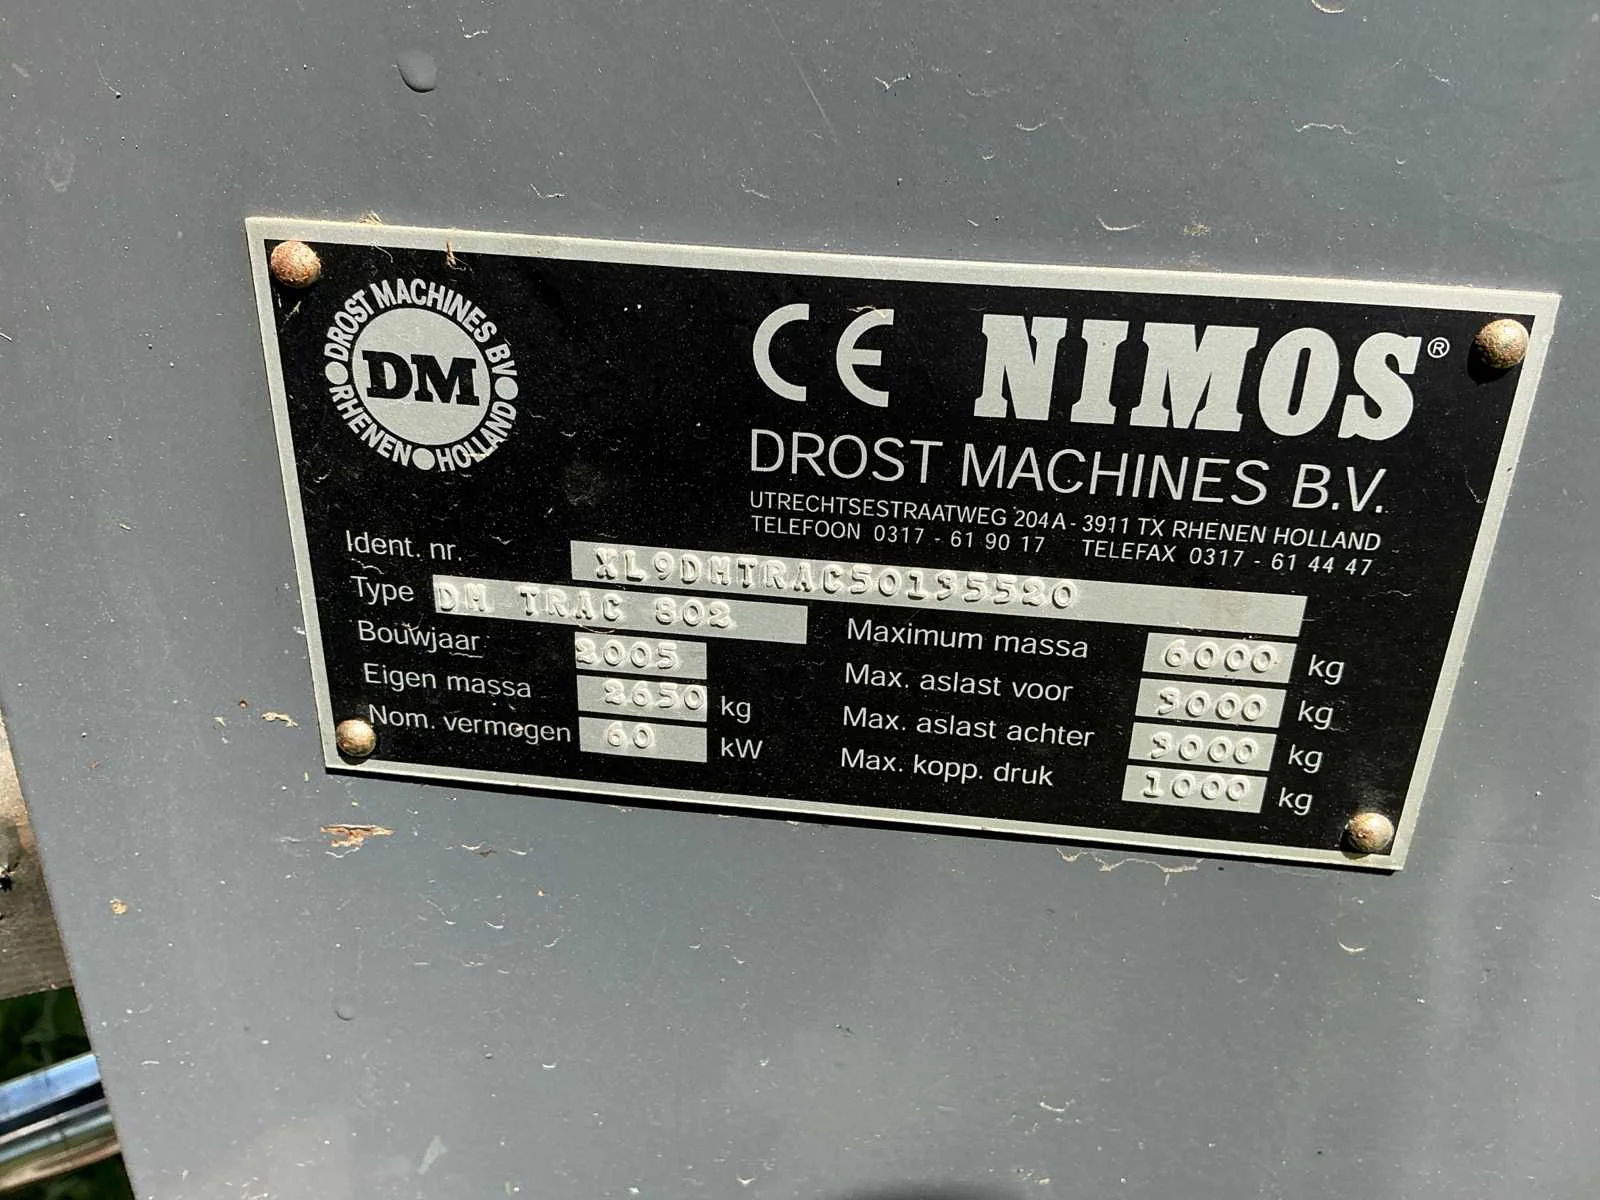 DROST MACHINES BV
DM
RHENEN HOLLAND
CE NIMOS®
DROST MACHINES B.V.
UTRECHTSESTRAATWEG 204A - 3911 TX RHENEN HOLLAND
TELEFOON 0317 - 61 90 17 TELEFAX 0317 - 61 44 47
Ident. nr. XL9DMTRAC50135520
Type DM TRAC 802
Bouwjaar 2005
Eigen massa 2650 kg
Nom. vermogen 60 kW
Maximum massa 6000 kg
Max. aslast voor 3000 kg
Max. aslast achter 3000 kg
Max. kopp. druk 1000 kg